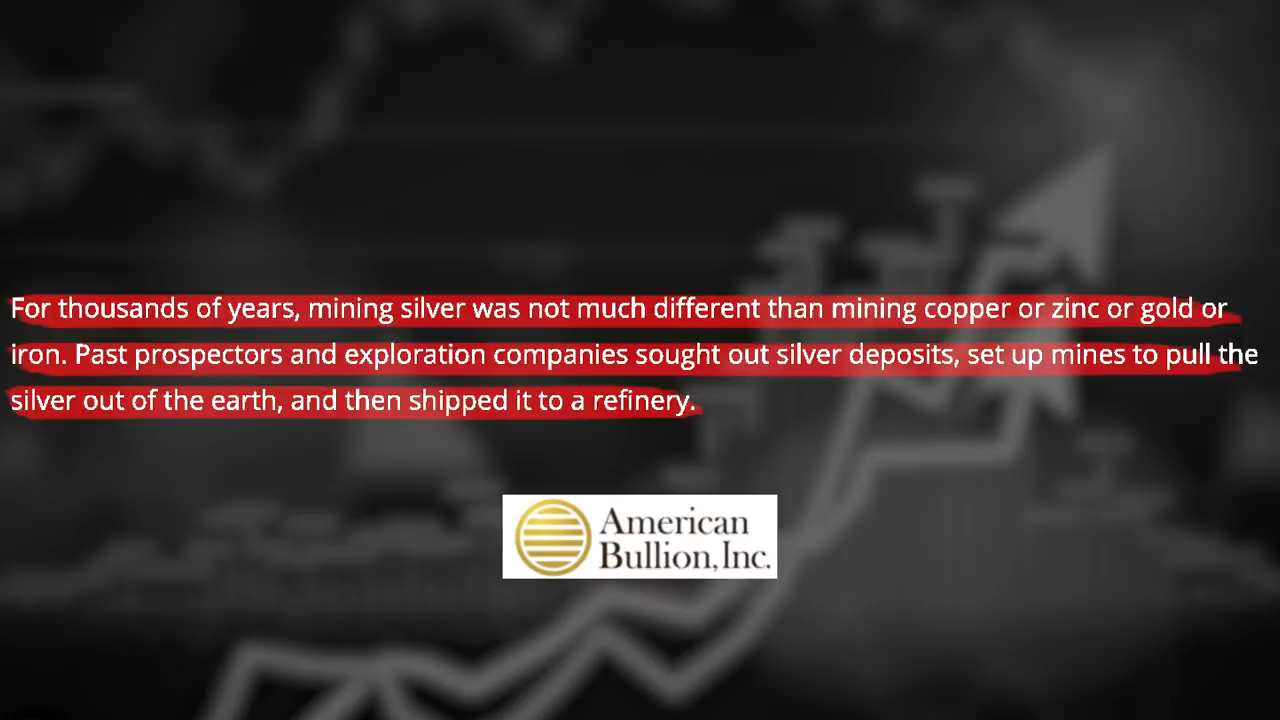 For thousands of years, mining silver was not much different than mining copper or zinc or gold or
iron. Past prospectors and exploration companies sought out silver deposits, set up mines to pull the
silver out of the earth, and then shipped it to a refinery.
American
Bullion, Inc.